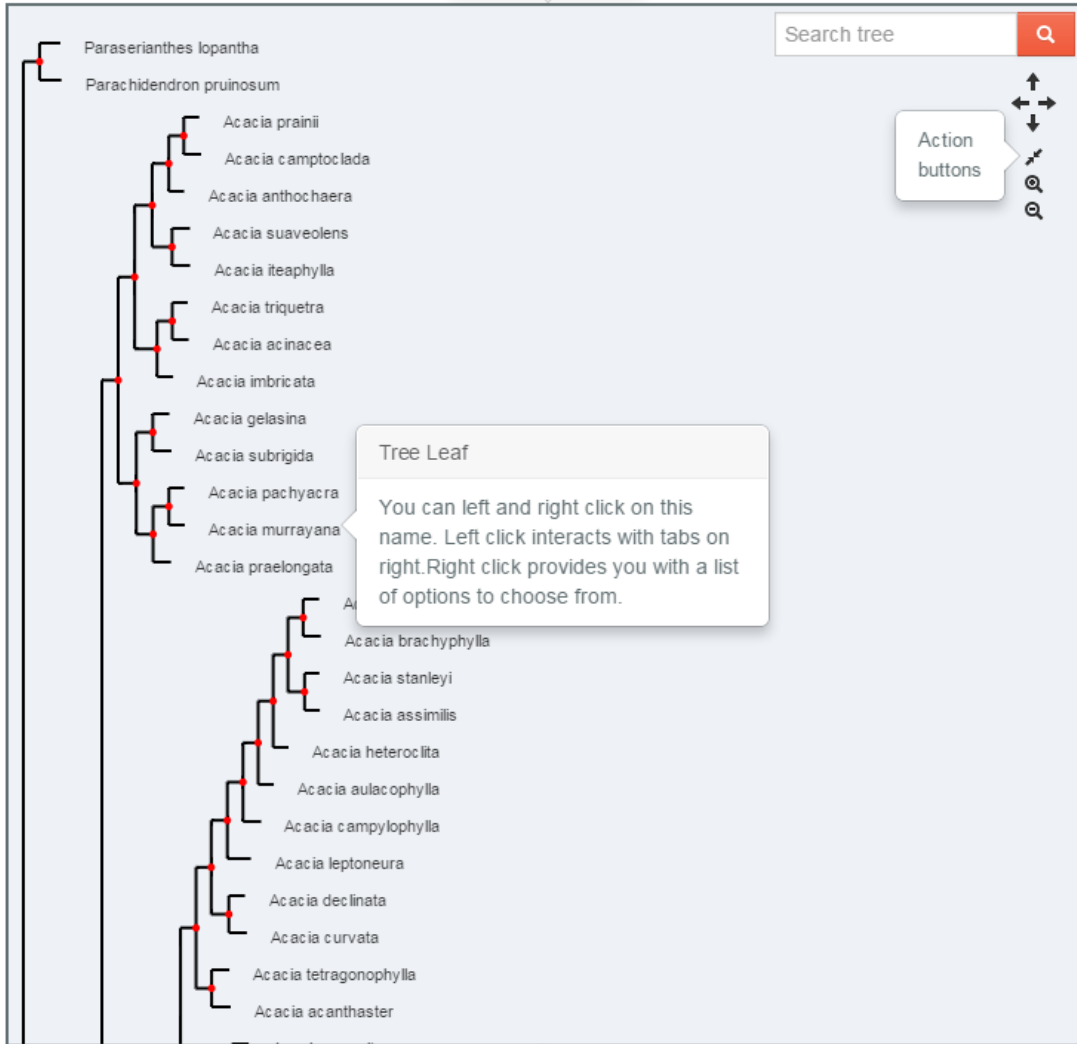 Search tree
Paraserianthes lopantha
Parachidendron pruinosum
Action
buttons
Acacia prainii
Acacia camptoclada
Acacia anthochaera
Acacia suaveolens
Acacia iteaphylla
Acacia triquetra
Acacia acinacea
Acacia imbricata
Acacia gelasina
Acacia subrigida
Acacia pachyacra
Acacia murrayana
Acacia praelongata
Tree Leaf
You can left and right click on this
name. Left click interacts with tabs on
right.Right click provides you with a list
of options to choose from.
Acacia brachyphylla
Acacia stanleyi
Acacia assimilis
Acacia heteroclita
Acacia aulacophylla
Acacia campylophylla
Acacia leptoneura
Acacia declinata
Acacia curvata
Acacia tetragonophylla
Acacia acanthaster